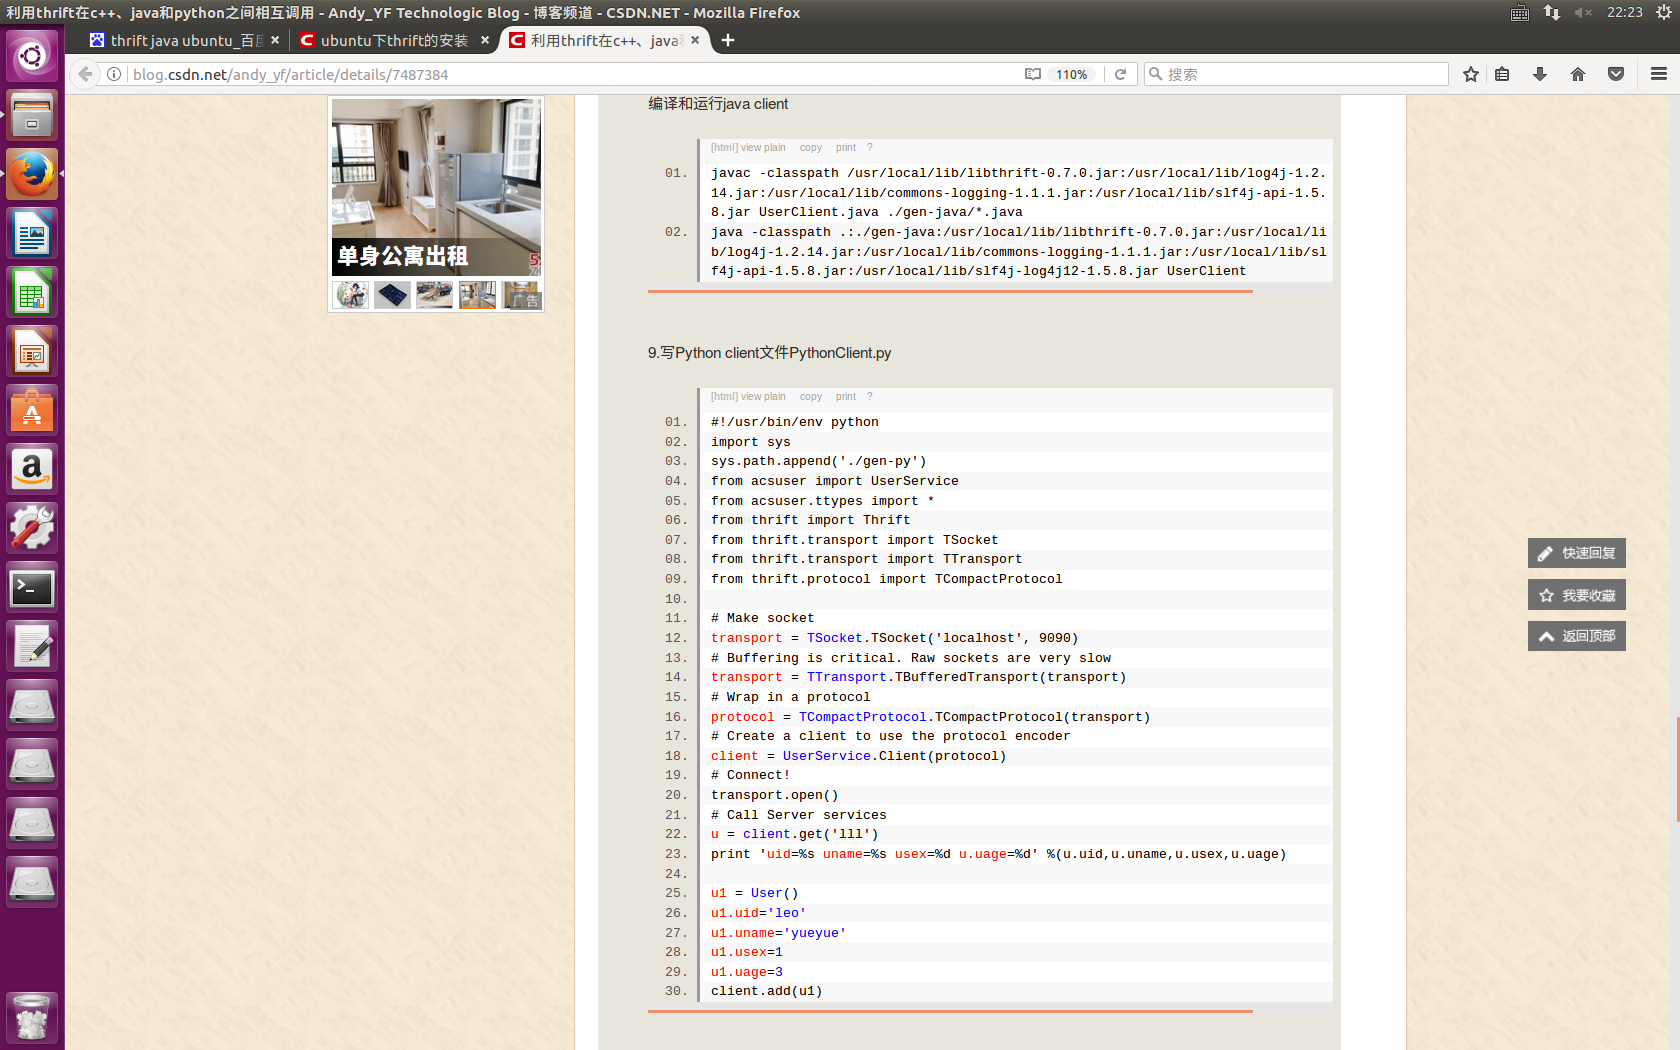 利用thrift在c++、java和python之间相互调用 - Andy_YF Technologic Blog - 博客频道 - CSDN.NET - Mozilla Firefox
22:23
thrift java ubuntu_百度
ubuntu下thrift的安装
利用thrift在c++、java和
blog.csdn.net/andy_yf/article/details/7487384
110%
搜索
单身公寓出租
广告
编译和运行java client
[html] view plain copy print ?
01. javac -classpath /usr/local/lib/libthrift-0.7.0.jar:/usr/local/lib/log4j-1.2.
14.jar:/usr/local/lib/commons-logging-1.1.1.jar:/usr/local/lib/slf4j-api-1.5.
8.jar UserClient.java ./gen-java/*.java
02. java -classpath .:./gen-java:/usr/local/lib/libthrift-0.7.0.jar:/usr/local/li
b/log4j-1.2.14.jar:/usr/local/lib/commons-logging-1.1.1.jar:/usr/local/lib/sl
f4j-api-1.5.8.jar:/usr/local/lib/slf4j-log4j12-1.5.8.jar UserClient
9.写Python client文件PythonClient.py
[html] view plain copy print ?
01. #!/usr/bin/env python
02. import sys
03. sys.path.append('./gen-py')
04. from acsuser import UserService
05. from acsuser.ttypes import *
06. from thrift import Thrift
07. from thrift.transport import TSocket
08. from thrift.transport import TTransport
09. from thrift.protocol import TCompactProtocol
10.
11. # Make socket
12. transport = TSocket.TSocket('localhost', 9090)
13. # Buffering is critical. Raw sockets are very slow
14. transport = TTransport.TBufferedTransport(transport)
15. # Wrap in a protocol
16. protocol = TCompactProtocol.TCompactProtocol(transport)
17. # Create a client to use the protocol encoder
18. client = UserService.Client(protocol)
19. # Connect!
20. transport.open()
21. # Call Server services
22. u = client.get('lll')
23. print 'uid=%s uname=%s usex=%d u.uage=%d' %(u.uid,u.uname,u.usex,u.uage)
24.
25. u1 = User()
26. u1.uid='leo'
27. u1.uname='yueyue'
28. u1.usex=1
29. u1.uage=3
30. client.add(u1)
快速回复
我要收藏
返回顶部